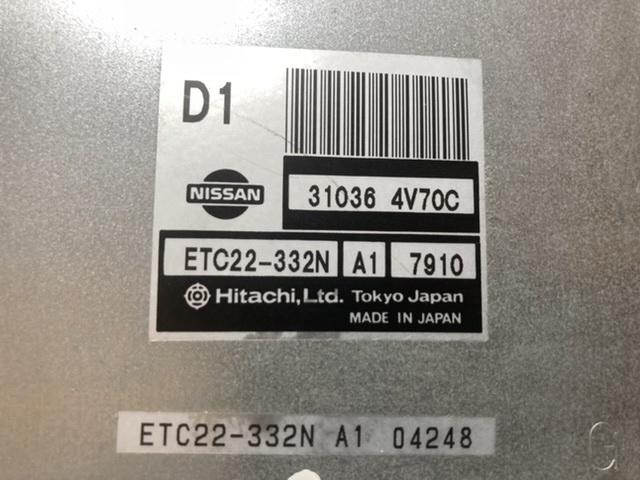 D1
NISSAN
31036 4V70C
ETC22-332N A1 7910
Hitachi,Ltd. Tokyo Japan
MADE IN JAPAN
ETC22-332N A1 04248
G